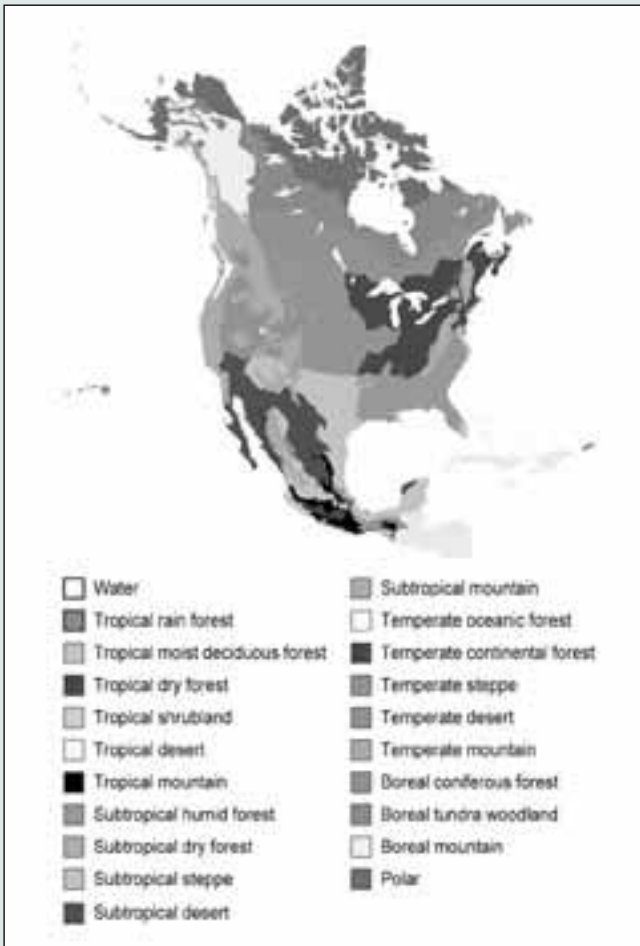 Water
Tropical rain forest
Tropical moist deciduous forest
Tropical dry forest
Tropical shrubland
Tropical desert
Tropical mountain
Subtropical humid forest
Subtropical dry forest
Subtropical steppe
Subtropical desert
Subtropical mountain
Temperate oceanic forest
Temperate continental forest
Temperate steppe
Temperate desert
Temperate mountain
Boreal coniferous forest
Boreal tundra woodland
Boreal mountain
Polar